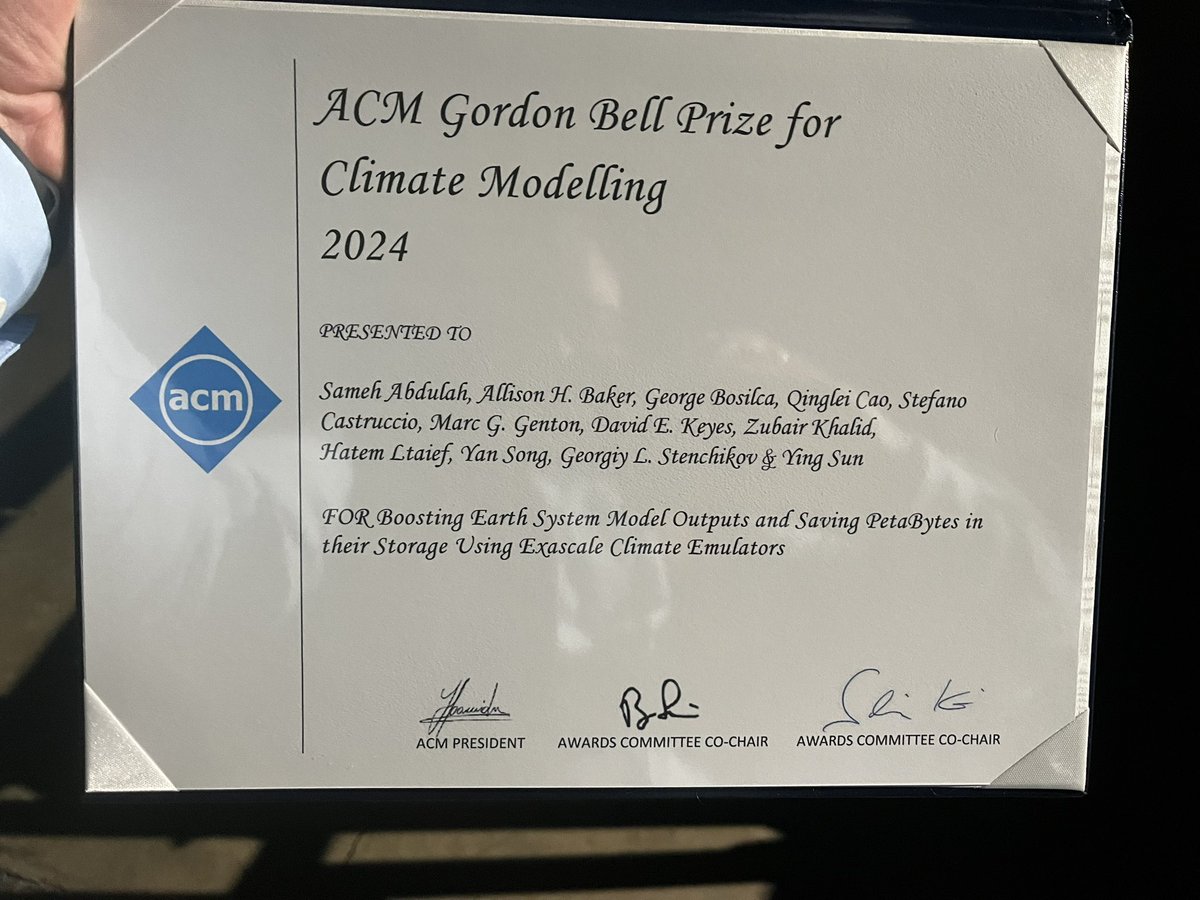 ACM Gordon Bell Prize for
Climate Modelling
2024
PRESENTED TO
acm
Sameh Abdulah, Allison H. Baker, George Bosilca, Qinglei Cao, Stefano
Castruccio, Marc G. Genton, David E. Keyes, Zubair Khalid,
Hatem Ltaief, Yan Song, Georgiy L. Stenchikov & Ying Sun
FOR Boosting Earth System Model Outputs and Saving PetaBytes in
their Storage Using Exascale Climate Emulators
ACM PRESIDENT
AWARDS COMMITTEE CO-CHAIR
AWARDS COMMITTEE CO-CHAIR